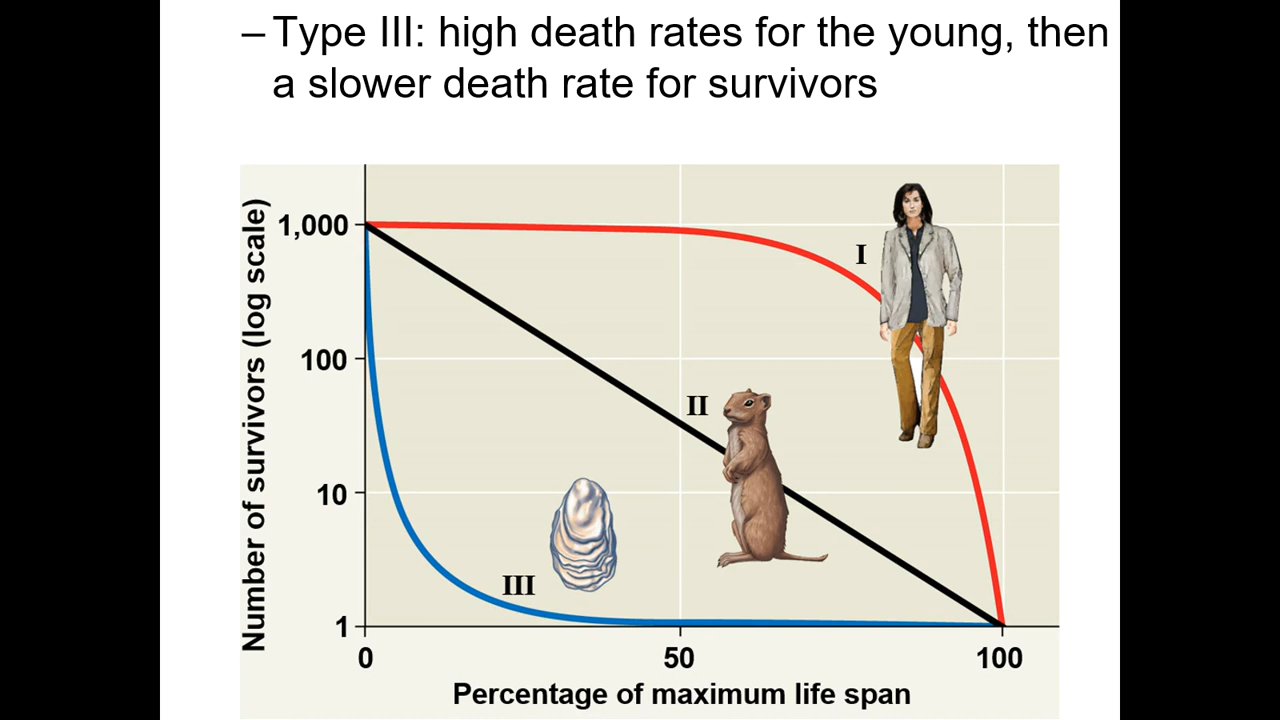 – Type III: high death rates for the young, then
a slower death rate for survivors
Number of survivors (log scale)
1,000
100
10
1
I
II
III
0 50 100
Percentage of maximum life span